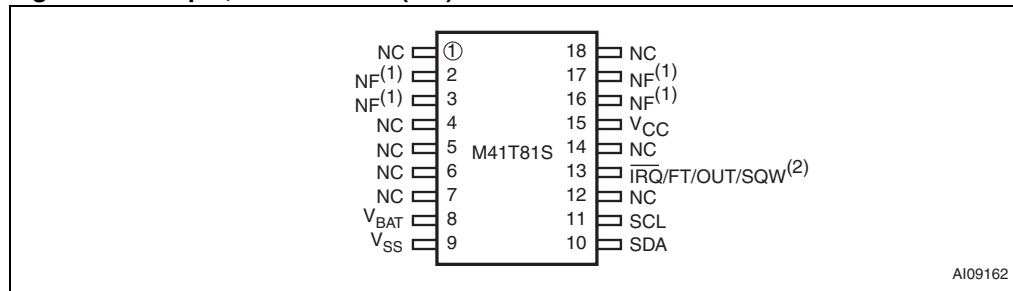 NC 1 18 NC
NF(1) 2 17 NF(1)
NF(1) 3 16 NF(1)
NC 4 15 VCC
NC 5 M41T81S 14 NC
NC 6 13 I̅R̅Q̅/FT/OUT/SQW(2)
NC 7 12 NC
VBAT 8 11 SCL
VSS 9 10 SDA
AI09162